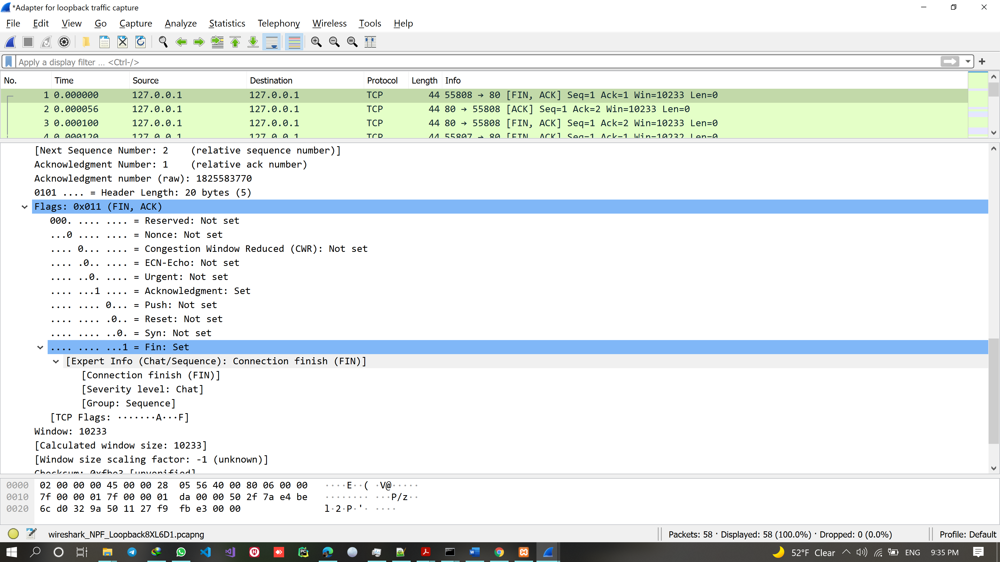 *Adapter for loopback traffic capture
File Edit View Go Capture Analyze Statistics Telephony Wireless Tools Help
Apply a display filter … <Ctrl-/>
No. Time Source Destination Protocol Length Info
1 0.000000 127.0.0.1 127.0.0.1 TCP 44 55808 → 80 [FIN, ACK] Seq=1 Ack=1 Win=10233 Len=0
2 0.000056 127.0.0.1 127.0.0.1 TCP 44 80 → 55808 [ACK] Seq=1 Ack=2 Win=10233 Len=0
3 0.000100 127.0.0.1 127.0.0.1 TCP 44 80 → 55808 [FIN, ACK] Seq=1 Ack=2 Win=10233 Len=0
4 0.000120 127.0.0.1 127.0.0.1 TCP 44 55807 → 80 [FIN, ACK] Seq=1 Ack=1 Win=10232 Len=0
[Next Sequence Number: 2    (relative sequence number)]
Acknowledgment Number: 1    (relative ack number)
Acknowledgment number (raw): 1825583770
0101 .... = Header Length: 20 bytes (5)
Flags: 0x011 (FIN, ACK)
000. .... .... = Reserved: Not set
...0 .... .... = Nonce: Not set
.... 0... .... = Congestion Window Reduced (CWR): Not set
.... .0.. .... = ECN-Echo: Not set
.... ..0. .... = Urgent: Not set
.... ...1 .... = Acknowledgment: Set
.... .... 0... = Push: Not set
.... .... .0.. = Reset: Not set
.... .... ..0. = Syn: Not set
.... .... ...1 = Fin: Set
[Expert Info (Chat/Sequence): Connection finish (FIN)]
[Connection finish (FIN)]
[Severity level: Chat]
[Group: Sequence]
[TCP Flags: ·······A···F]
Window: 10233
[Calculated window size: 10233]
[Window size scaling factor: -1 (unknown)]
Checksum: 0xfbe3 [unverified]
0000 02 00 00 00 45 00 00 28 05 56 40 00 80 06 00 00 ····E··( ·V@·····
0010 7f 00 00 01 7f 00 00 01 da 00 00 50 2f 7a e4 be ········ ···P/z··
0020 6c d0 32 9a 50 11 27 f9 fb e3 00 00 l·2·P·'· ····
wireshark_NPF_Loopback8XL6D1.pcapng Packets: 58 · Displayed: 58 (100.0%) · Dropped: 0 (0.0%) Profile: Default
52°F Clear ENG 9:35 PM